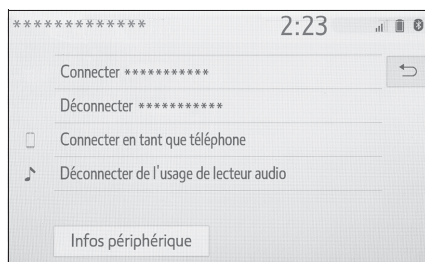 ************* 2:23
Connecter ***********
Déconnecter ***********
Connecter en tant que téléphone
Déconnecter de l'usage de lecteur audio
Infos périphérique